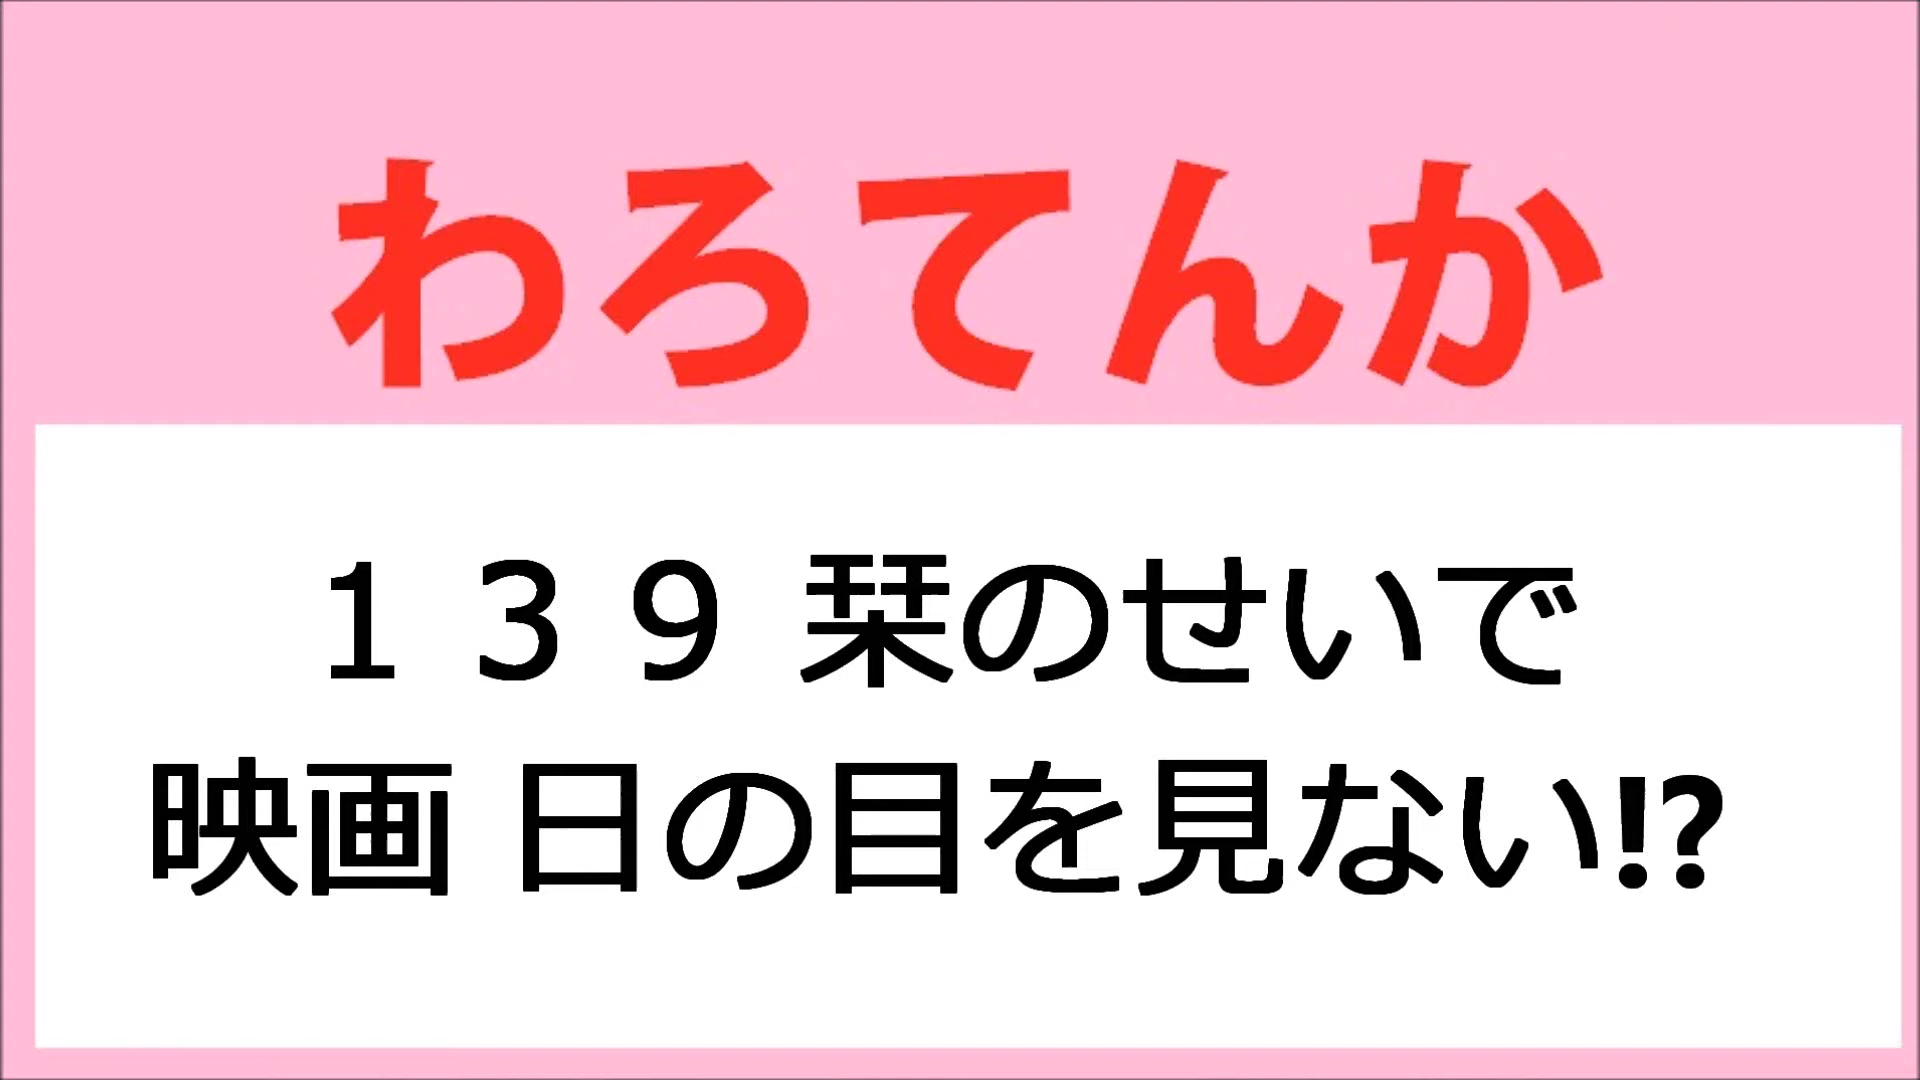 わろてんか
１３９ 栞のせいで
映画 日の目を見ない!?